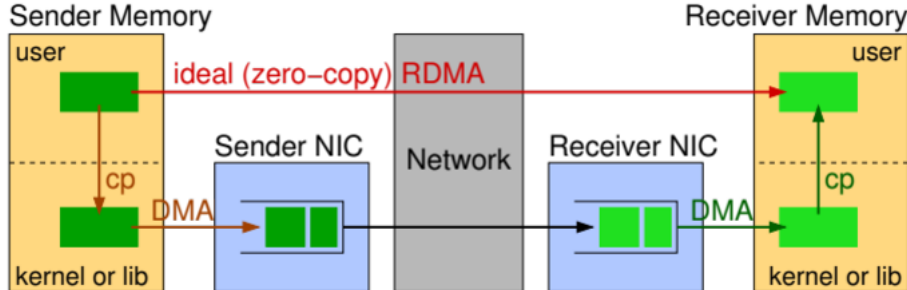 Sender Memory
Receiver Memory
user
user
ideal (zero−copy) RDMA
Sender NIC
Network
Receiver NIC
cp
cp
DMA
DMA
kernel or lib
kernel or lib